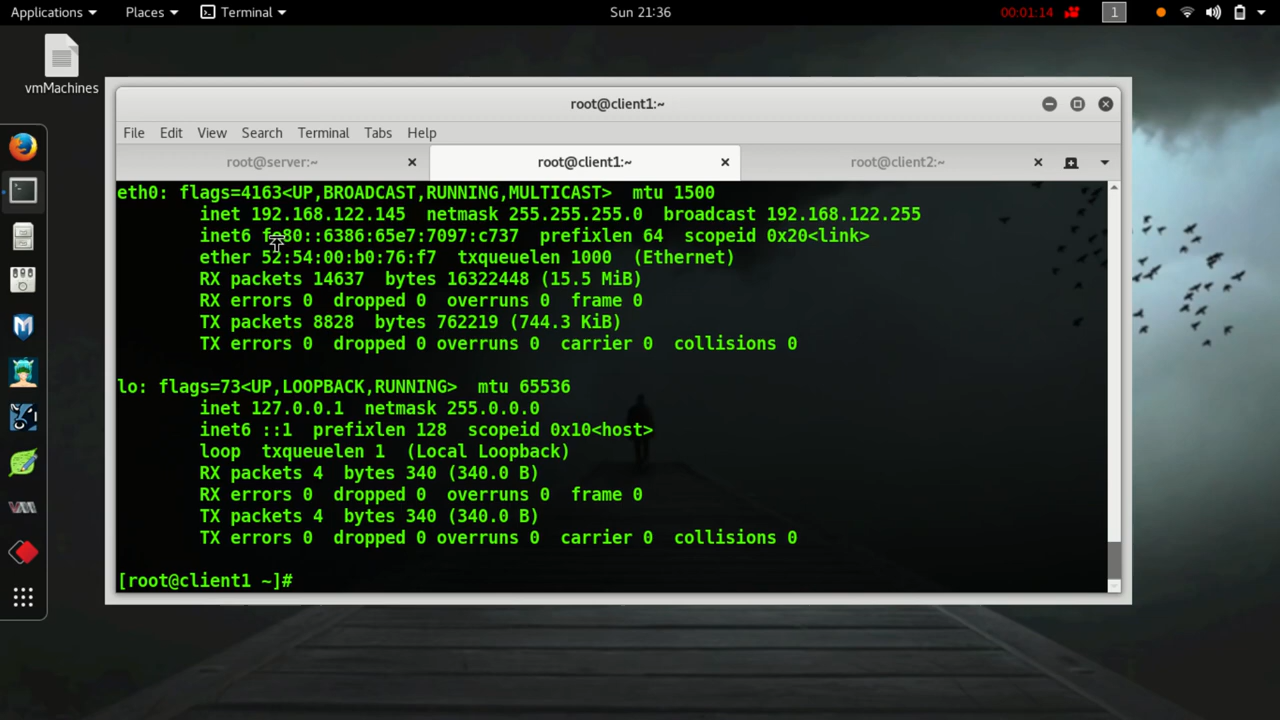 Applications Places Terminal Sun 21:36 00:01:14 1
vmMachines
root@client1:~
File Edit View Search Terminal Tabs Help
root@server:~ root@client1:~ root@client2:~
eth0: flags=4163<UP,BROADCAST,RUNNING,MULTICAST> mtu 1500
inet 192.168.122.145 netmask 255.255.255.0 broadcast 192.168.122.255
inet6 fe80::6386:65e7:7097:c737 prefixlen 64 scopeid 0x20<link>
ether 52:54:00:b0:76:f7 txqueuelen 1000 (Ethernet)
RX packets 14637 bytes 16322448 (15.5 MiB)
RX errors 0 dropped 0 overruns 0 frame 0
TX packets 8828 bytes 762219 (744.3 KiB)
TX errors 0 dropped 0 overruns 0 carrier 0 collisions 0
lo: flags=73<UP,LOOPBACK,RUNNING> mtu 65536
inet 127.0.0.1 netmask 255.0.0.0
inet6 ::1 prefixlen 128 scopeid 0x10<host>
loop txqueuelen 1 (Local Loopback)
RX packets 4 bytes 340 (340.0 B)
RX errors 0 dropped 0 overruns 0 frame 0
TX packets 4 bytes 340 (340.0 B)
TX errors 0 dropped 0 overruns 0 carrier 0 collisions 0
[root@client1 ~]#